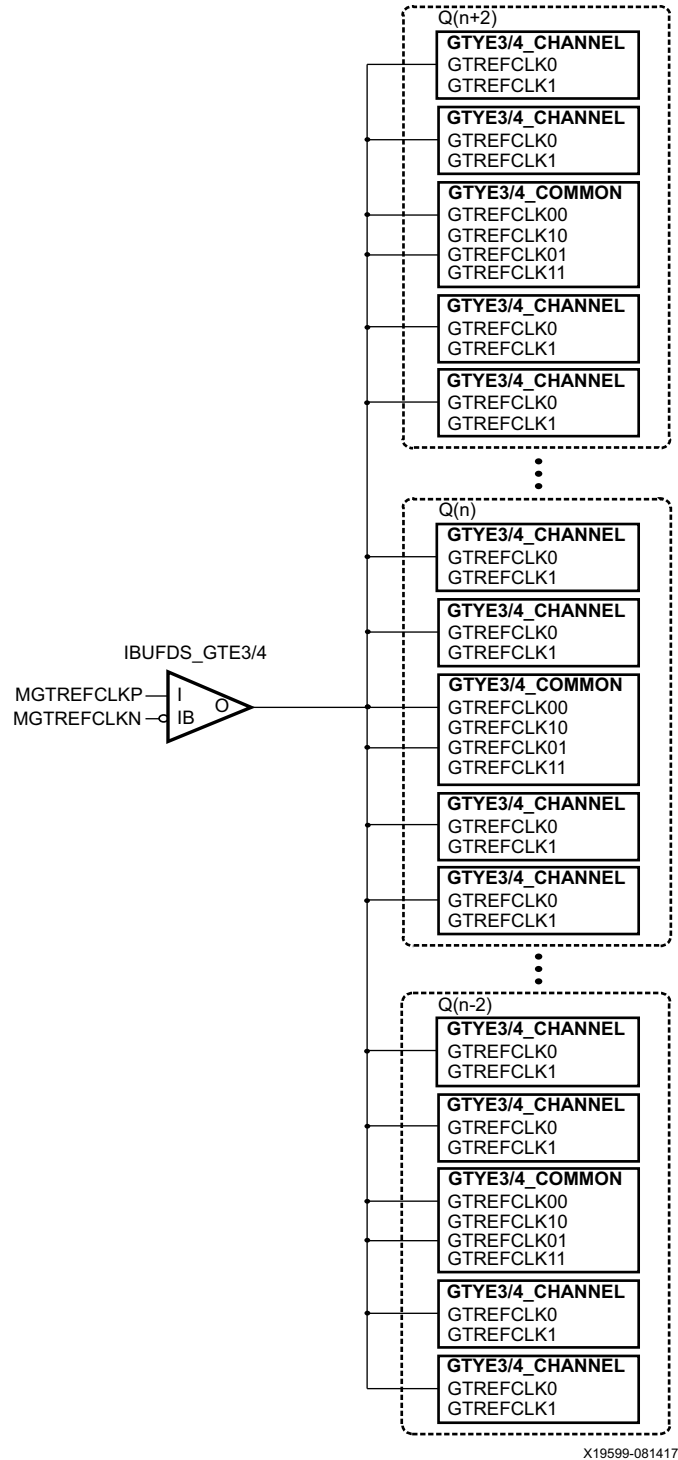 Q(n+2)
GTYE3/4_CHANNEL
GTREFCLK0
GTREFCLK1
GTYE3/4_CHANNEL
GTREFCLK0
GTREFCLK1
GTYE3/4_COMMON
GTREFCLK00
GTREFCLK10
GTREFCLK01
GTREFCLK11
GTYE3/4_CHANNEL
GTREFCLK0
GTREFCLK1
GTYE3/4_CHANNEL
GTREFCLK0
GTREFCLK1
Q(n)
GTYE3/4_CHANNEL
GTREFCLK0
GTREFCLK1
GTYE3/4_CHANNEL
GTREFCLK0
GTREFCLK1
IBUFDS_GTE3/4
MGTREFCLKP
I
O
MGTREFCLKN
IB
GTYE3/4_COMMON
GTREFCLK00
GTREFCLK10
GTREFCLK01
GTREFCLK11
GTYE3/4_CHANNEL
GTREFCLK0
GTREFCLK1
GTYE3/4_CHANNEL
GTREFCLK0
GTREFCLK1
Q(n-2)
GTYE3/4_CHANNEL
GTREFCLK0
GTREFCLK1
GTYE3/4_CHANNEL
GTREFCLK0
GTREFCLK1
GTYE3/4_COMMON
GTREFCLK00
GTREFCLK10
GTREFCLK01
GTREFCLK11
GTYE3/4_CHANNEL
GTREFCLK0
GTREFCLK1
GTYE3/4_CHANNEL
GTREFCLK0
GTREFCLK1
X19599-081417